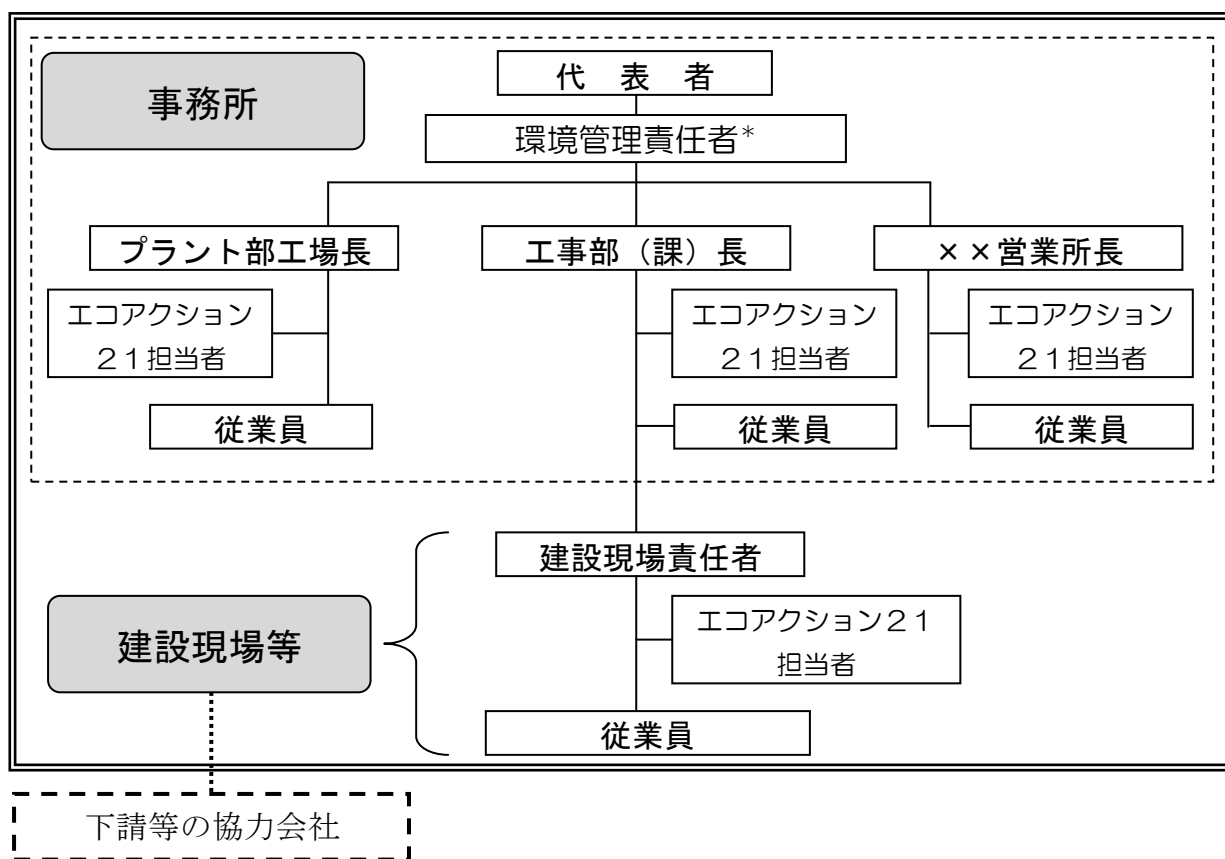 事務所
代 表 者
環境管理責任者*
プラント部工場長
工事部（課）長
××営業所長
エコアクション
２１担当者
エコアクション
２１担当者
エコアクション
２１担当者
従業員
従業員
従業員
建設現場責任者
建設現場等
エコアクション２１
担当者
従業員
下請等の協力会社